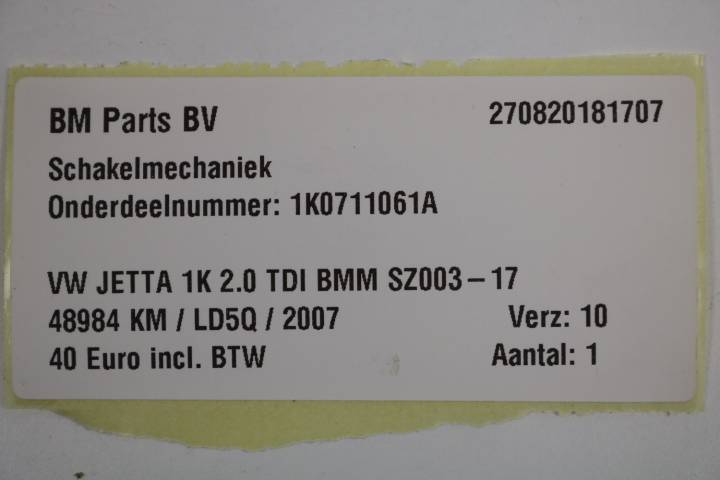 BM Parts BV 270820181707
Schakelmechaniek
Onderdeelnummer: 1K0711061A
VW JETTA 1K 2.0 TDI BMM SZ003-17
48984 KM / LD5Q / 2007 Verz: 10
40 Euro incl. BTW Aantal: 1